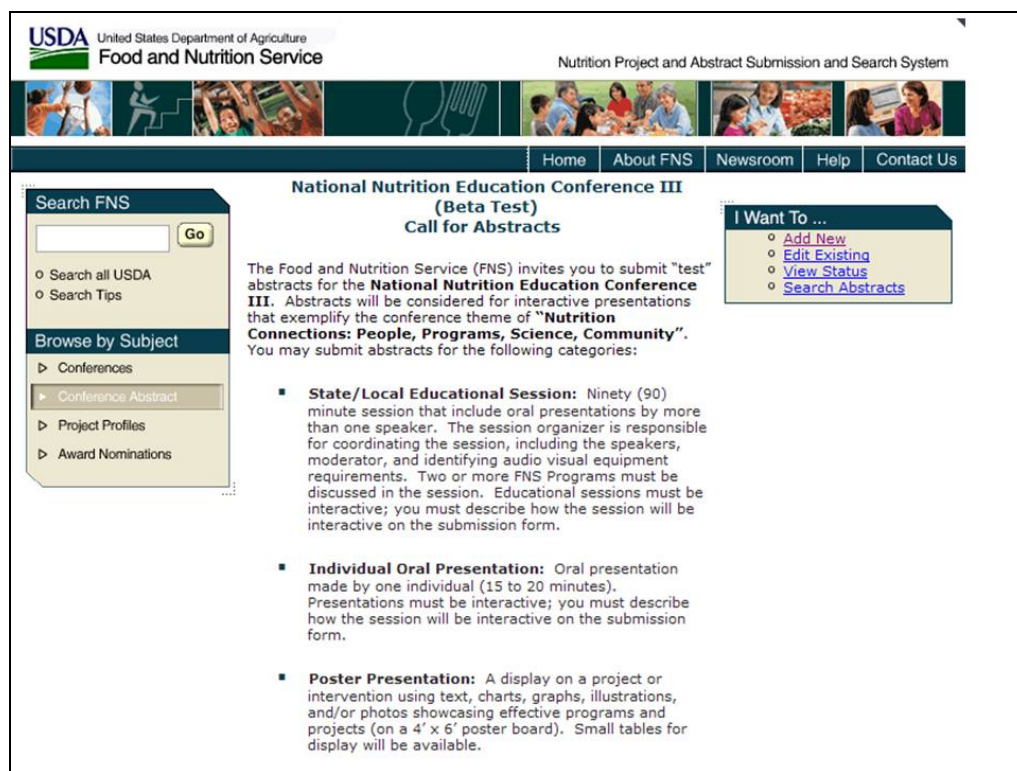 USDA United States Department of Agriculture
Food and Nutrition Service
Nutrition Project and Abstract Submission and Search System
Home
About FNS
Newsroom
Help
Contact Us
Search FNS
Go
Search all USDA
Search Tips
Browse by Subject
Conferences
Conference Abstract
Project Profiles
Award Nominations
National Nutrition Education Conference III
(Beta Test)
Call for Abstracts
The Food and Nutrition Service (FNS) invites you to submit "test"
abstracts for the National Nutrition Education Conference
III. Abstracts will be considered for interactive presentations
that exemplify the conference theme of "Nutrition
Connections: People, Programs, Science, Community".
You may submit abstracts for the following categories:
State/Local Educational Session: Ninety (90)
minute session that include oral presentations by more
than one speaker. The session organizer is responsible
for coordinating the session, including the speakers,
moderator, and identifying audio visual equipment
requirements. Two or more FNS Programs must be
discussed in the session. Educational sessions must be
interactive; you must describe how the session will be
interactive on the submission form.
Individual Oral Presentation: Oral presentation
made by one individual (15 to 20 minutes).
Presentations must be interactive; you must describe
how the session will be interactive on the submission
form.
Poster Presentation: A display on a project or
intervention using text, charts, graphs, illustrations,
and/or photos showcasing effective programs and
projects (on a 4' x 6' poster board). Small tables for
display will be available.
I Want To ...
Add New
Edit Existing
View Status
Search Abstracts